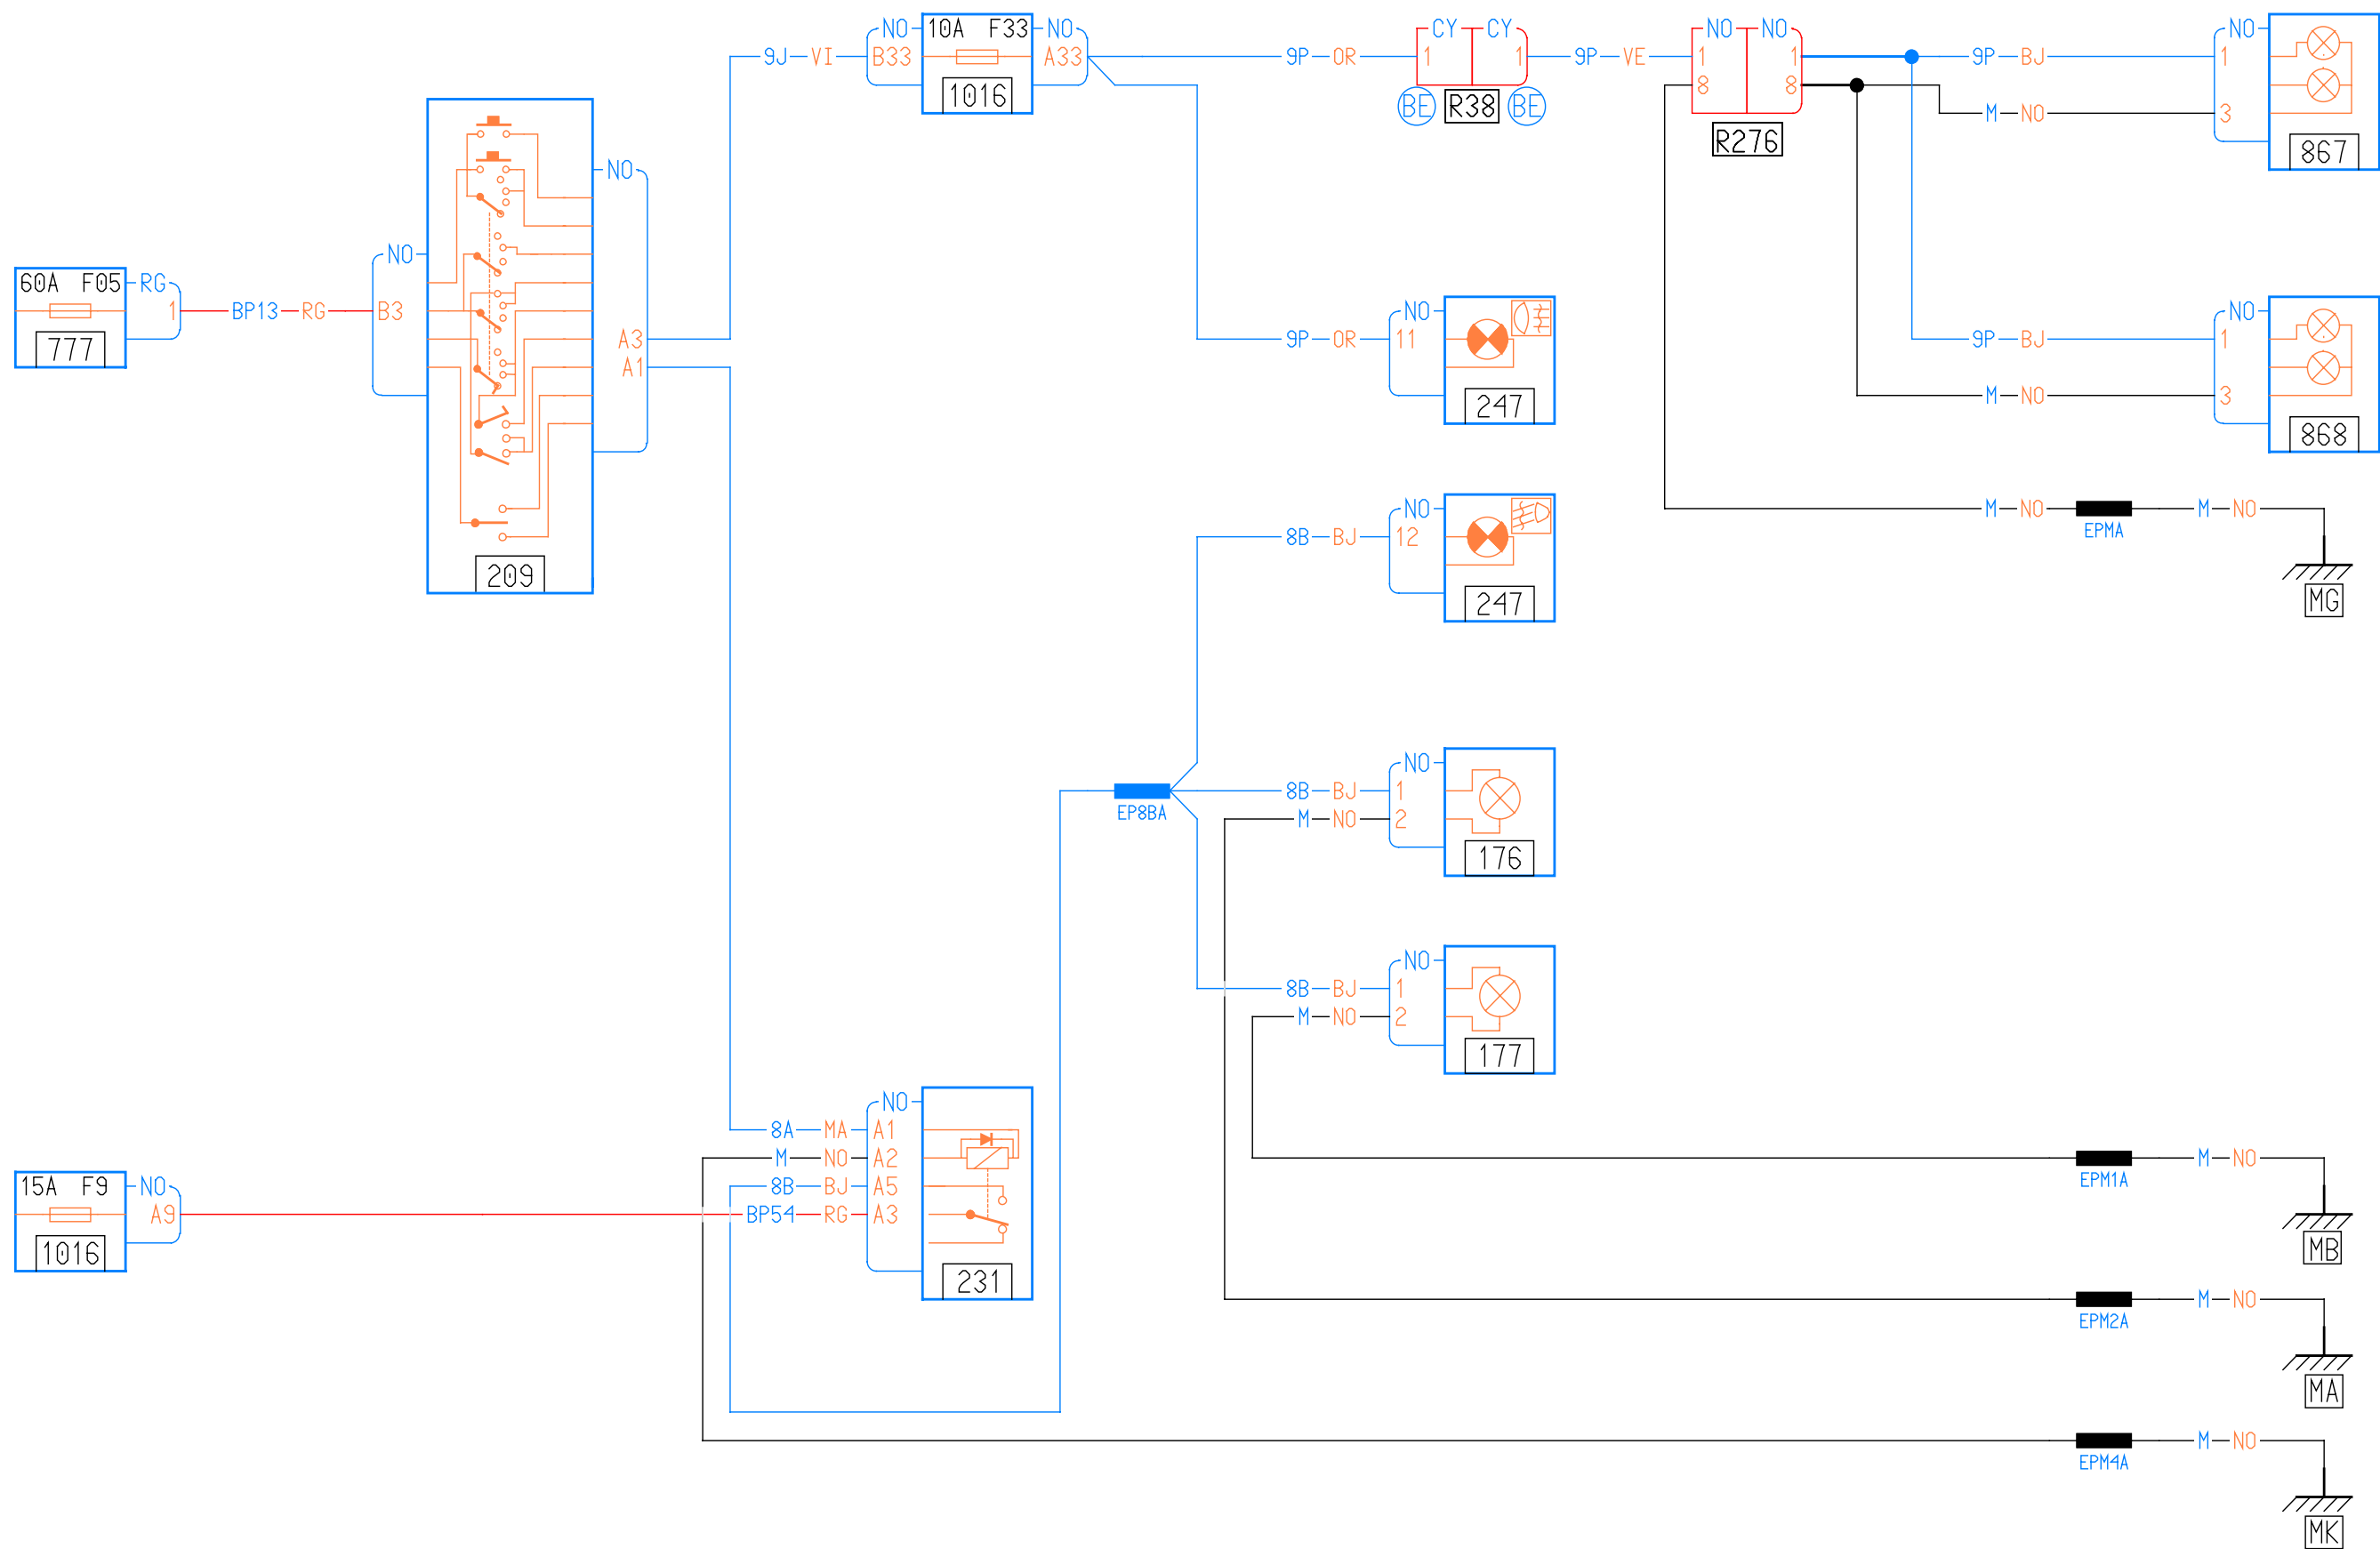 NO 10A F33 NO CY CY NO NO NO
9J VI B33 A33 9P OR 1 1 9P VE 1 1 9P BJ 1
8 8
1016 BE R38 BE M NO 3
R276 867
NO
NO
60A F05 RG NO NO
1 BP13 RG B3 A3 9P OR 11 9P BJ 1
777 A1
M NO 3
247 868
NO M NO M NO
8B BJ 12 EPMA
209
247 MG
NO
8B BJ 1
EP8BA M NO 2
176
NO
8B BJ 1
M NO 2
177
NO
8A MA A1
M NO A2 M NO
15A F9 NO 8B BJ A5 EPM1A
A9 BP54 RG A3
1016 MB
231
M NO
EPM2A
MA
M NO
EPM4A
MK